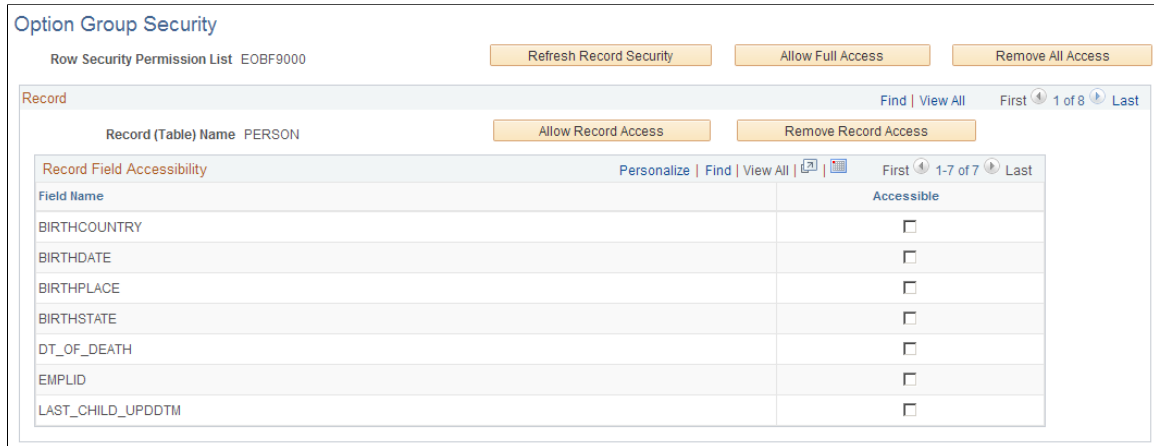 Option Group Security
Row Security Permission List EOBF9000 Refresh Record Security Allow Full Access Remove All Access
Record Find | View All First 1 of 8 Last
Record (Table) Name PERSON Allow Record Access Remove Record Access
Record Field Accessibility Personalize | Find | View All | | First 1-7 of 7 Last
Field Name Accessible
BIRTHCOUNTRY
BIRTHDATE
BIRTHPLACE
BIRTHSTATE
DT_OF_DEATH
EMPLID
LAST_CHILD_UPDDTM